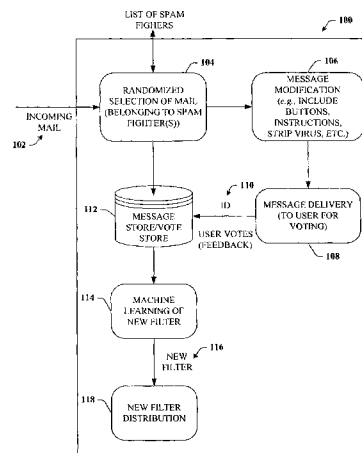 LIST OF SPAM
FIGHERS
100
104
106
RANDOMIZED
SELECTION OF MAIL
(BELONGING TO SPAM
FIGHTER(S))
MESSAGE
MODIFICATION
(e.g., INCLUDE
BUTTONS,
INSTRUCTIONS,
STRIP VIRUS, ETC.)
INCOMING
MAIL
102
110
112
MESSAGE
STORE/VOTE
STORE
ID
USER VOTES
(FEEDBACK)
MESSAGE DELIVERY
(TO USER FOR
VOTING)
108
114
MACHINE
LEARNING OF
NEW FILTER
NEW
FILTER
116
118
NEW FILTER
DISTRIBUTION